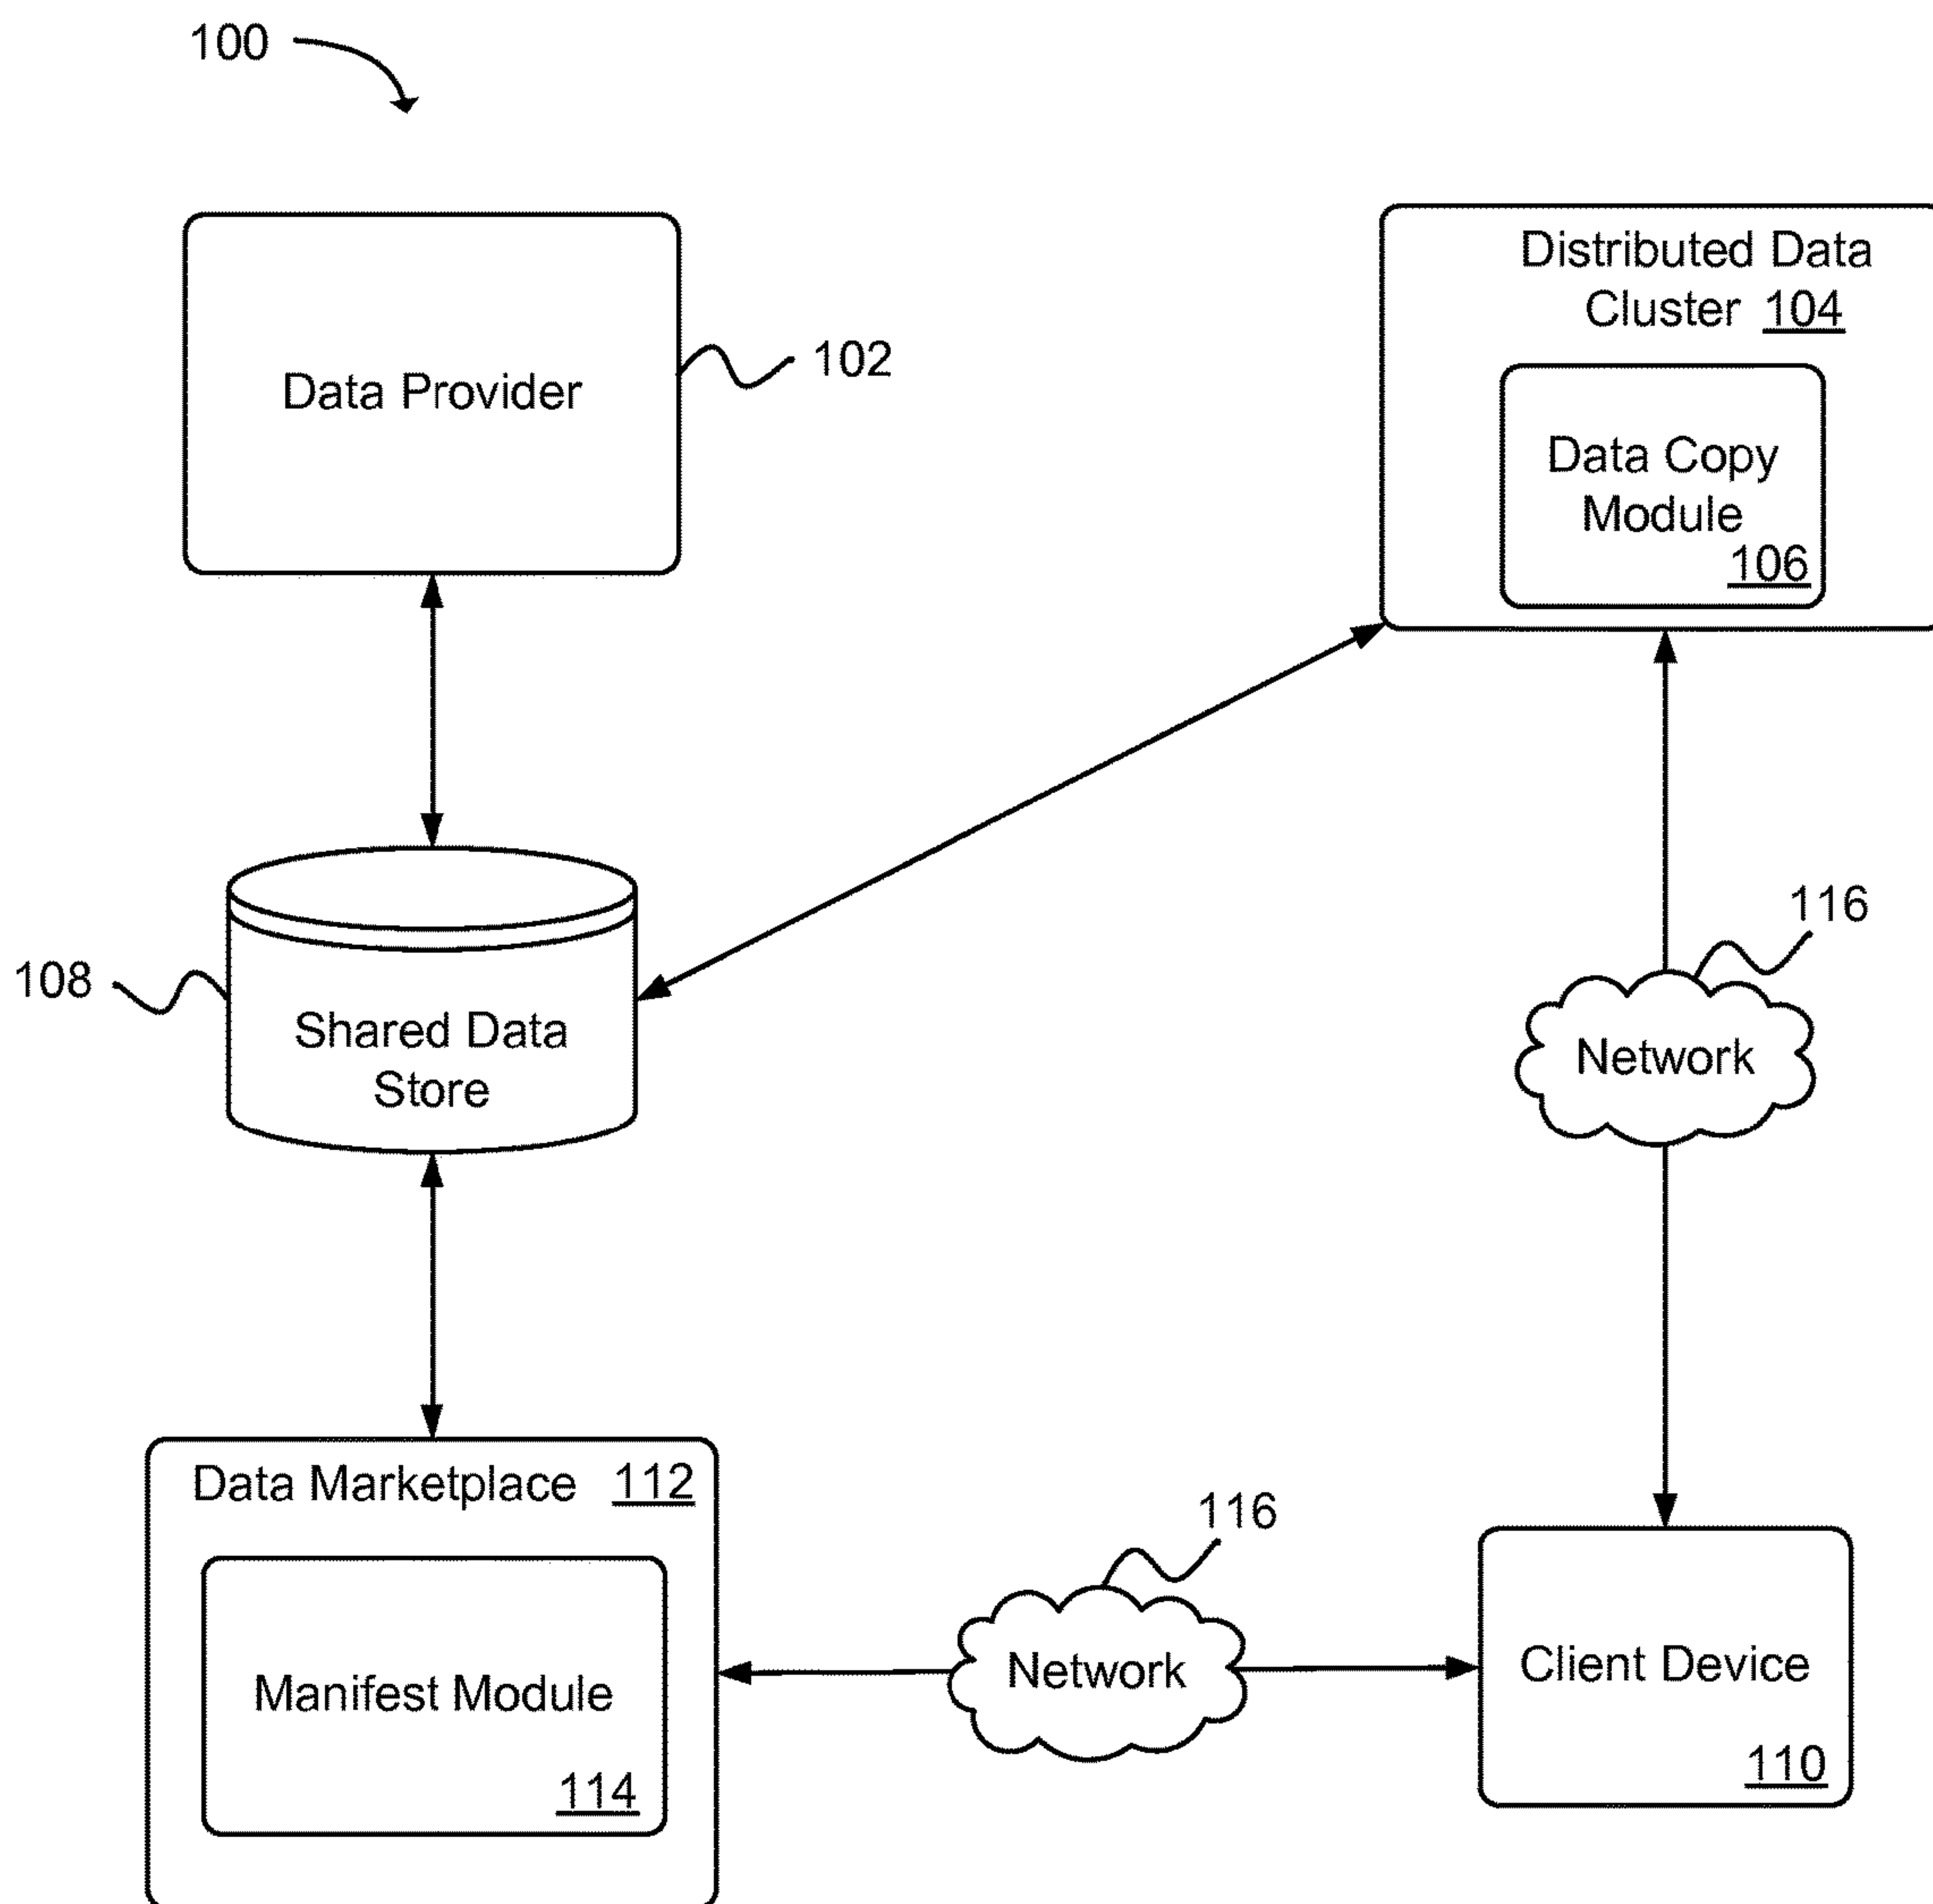 100
Data Provider
102
Distributed Data
Cluster 104
Data Copy
Module
106
108
Shared Data
Store
116
Network
Data Marketplace 112
Manifest Module
114
116
Network
Client Device
110